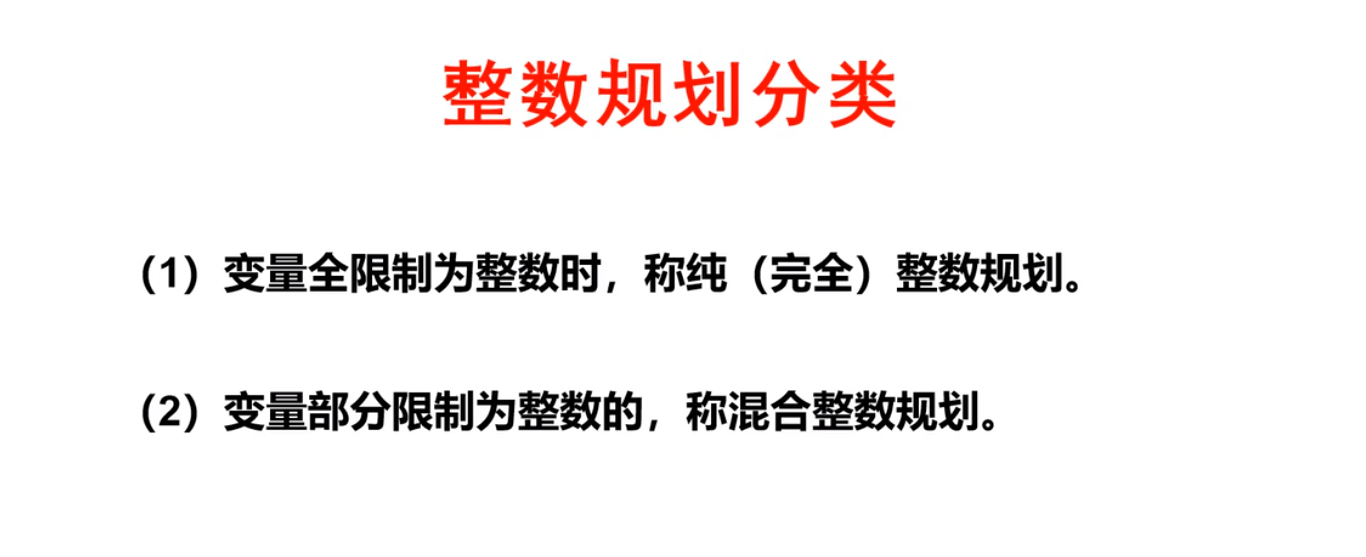 整数规划分类
（1）变量全限制为整数时，称纯（完全）整数规划。
（2）变量部分限制为整数的，称混合整数规划。